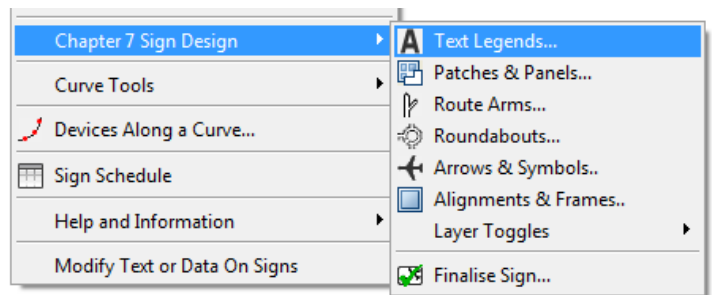 Chapter 7 Sign Design
Curve Tools
Devices Along a Curve...
Sign Schedule
Help and Information
Modify Text or Data On Signs
A Text Legends...
Patches & Panels...
Route Arms...
Roundabouts...
Arrows & Symbols..
Alignments & Frames..
Layer Toggles
Finalise Sign...